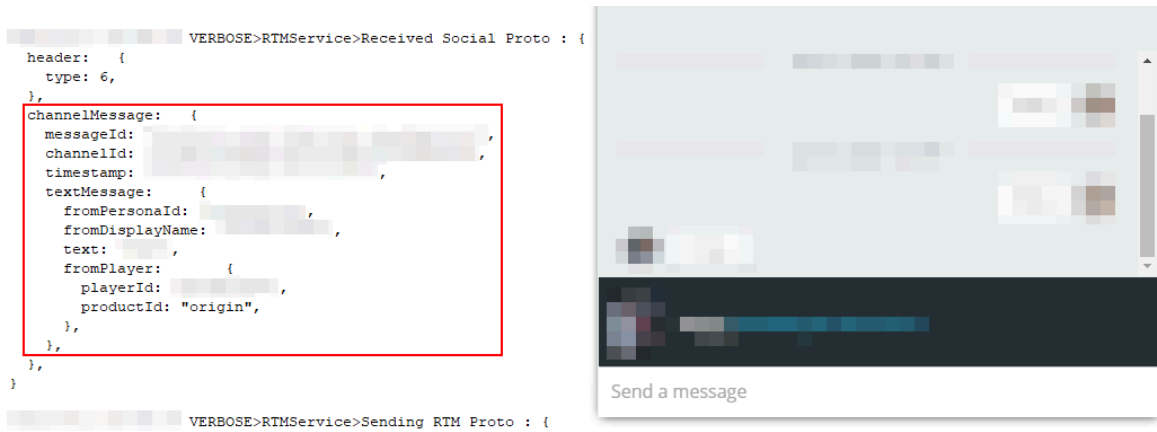 VERBOSE>RTMService>Received Social Proto : {
header: {
type: 6,
},
channelMessage: {
messageId: ,
channelId: ,
timestamp: ,
textMessage: {
fromPersonaId: ,
fromDisplayName: ,
text: ,
fromPlayer: {
playerId: ,
productId: "origin",
},
},
},
}
VERBOSE>RTMService>Sending RTM Proto : {
Send a message